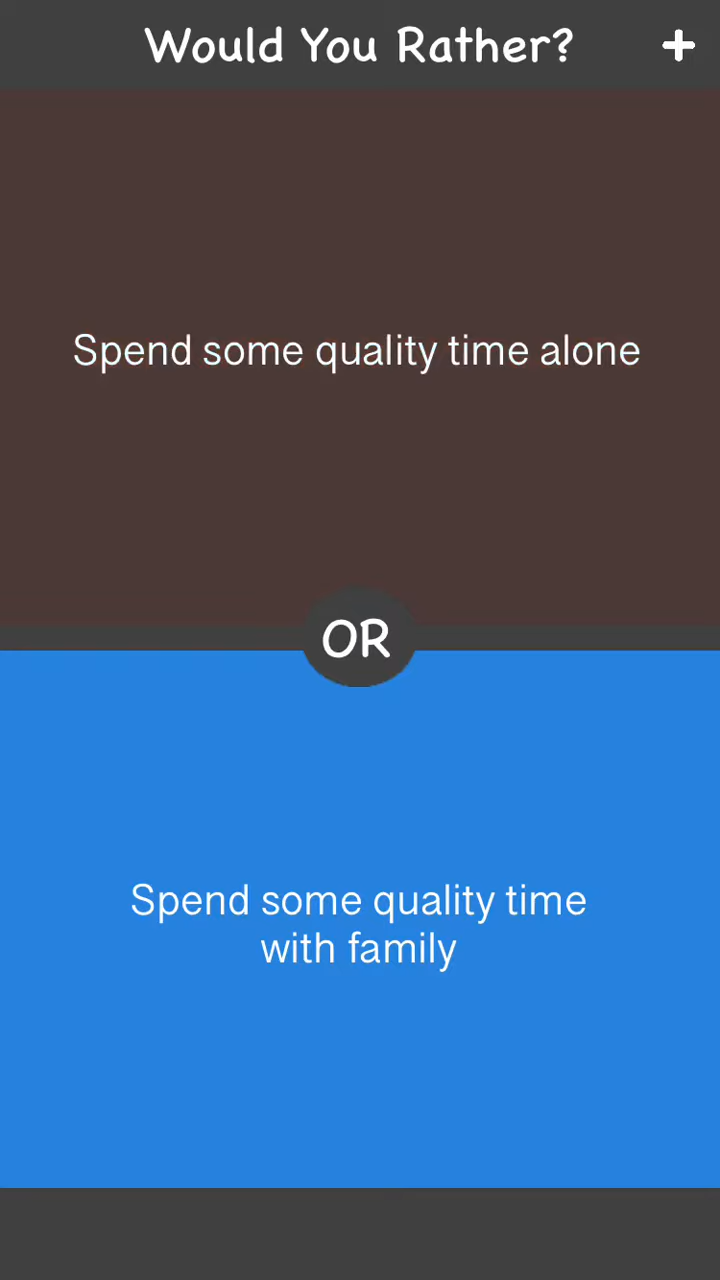 Would You Rather?
Spend some quality time alone
OR
Spend some quality time
with family